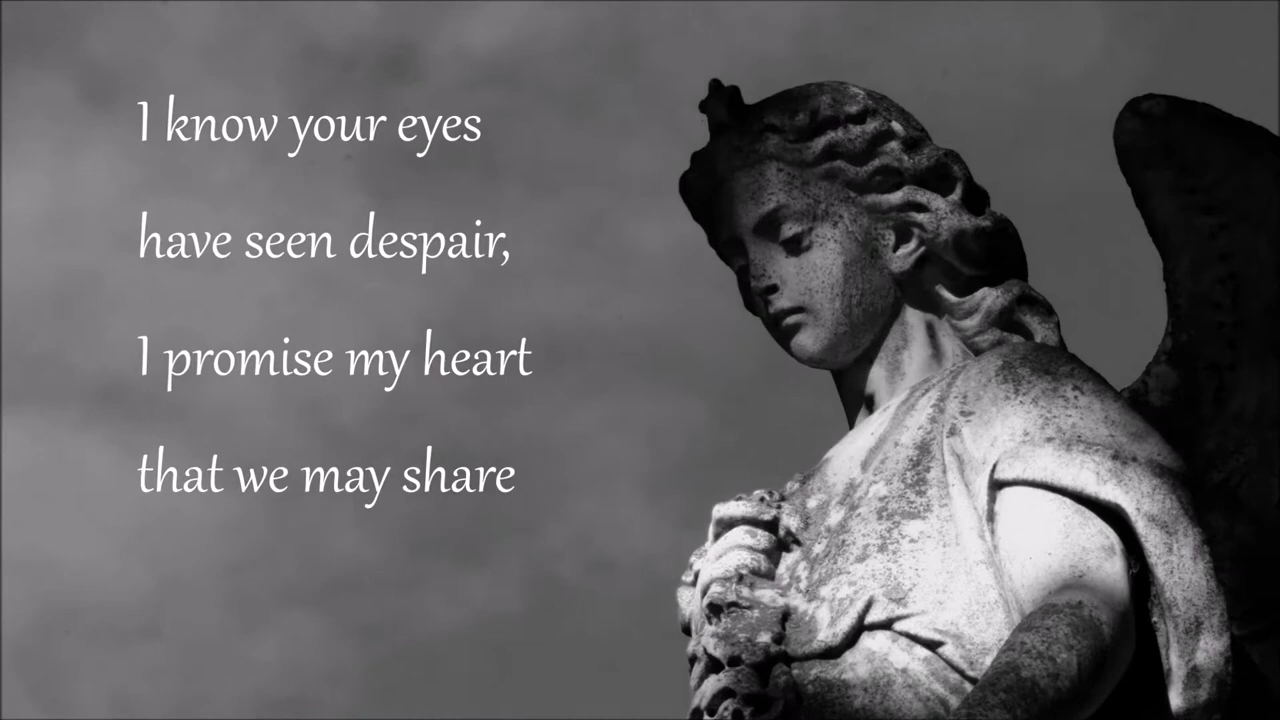 I know your eyes
have seen despair,
I promise my heart
that we may share